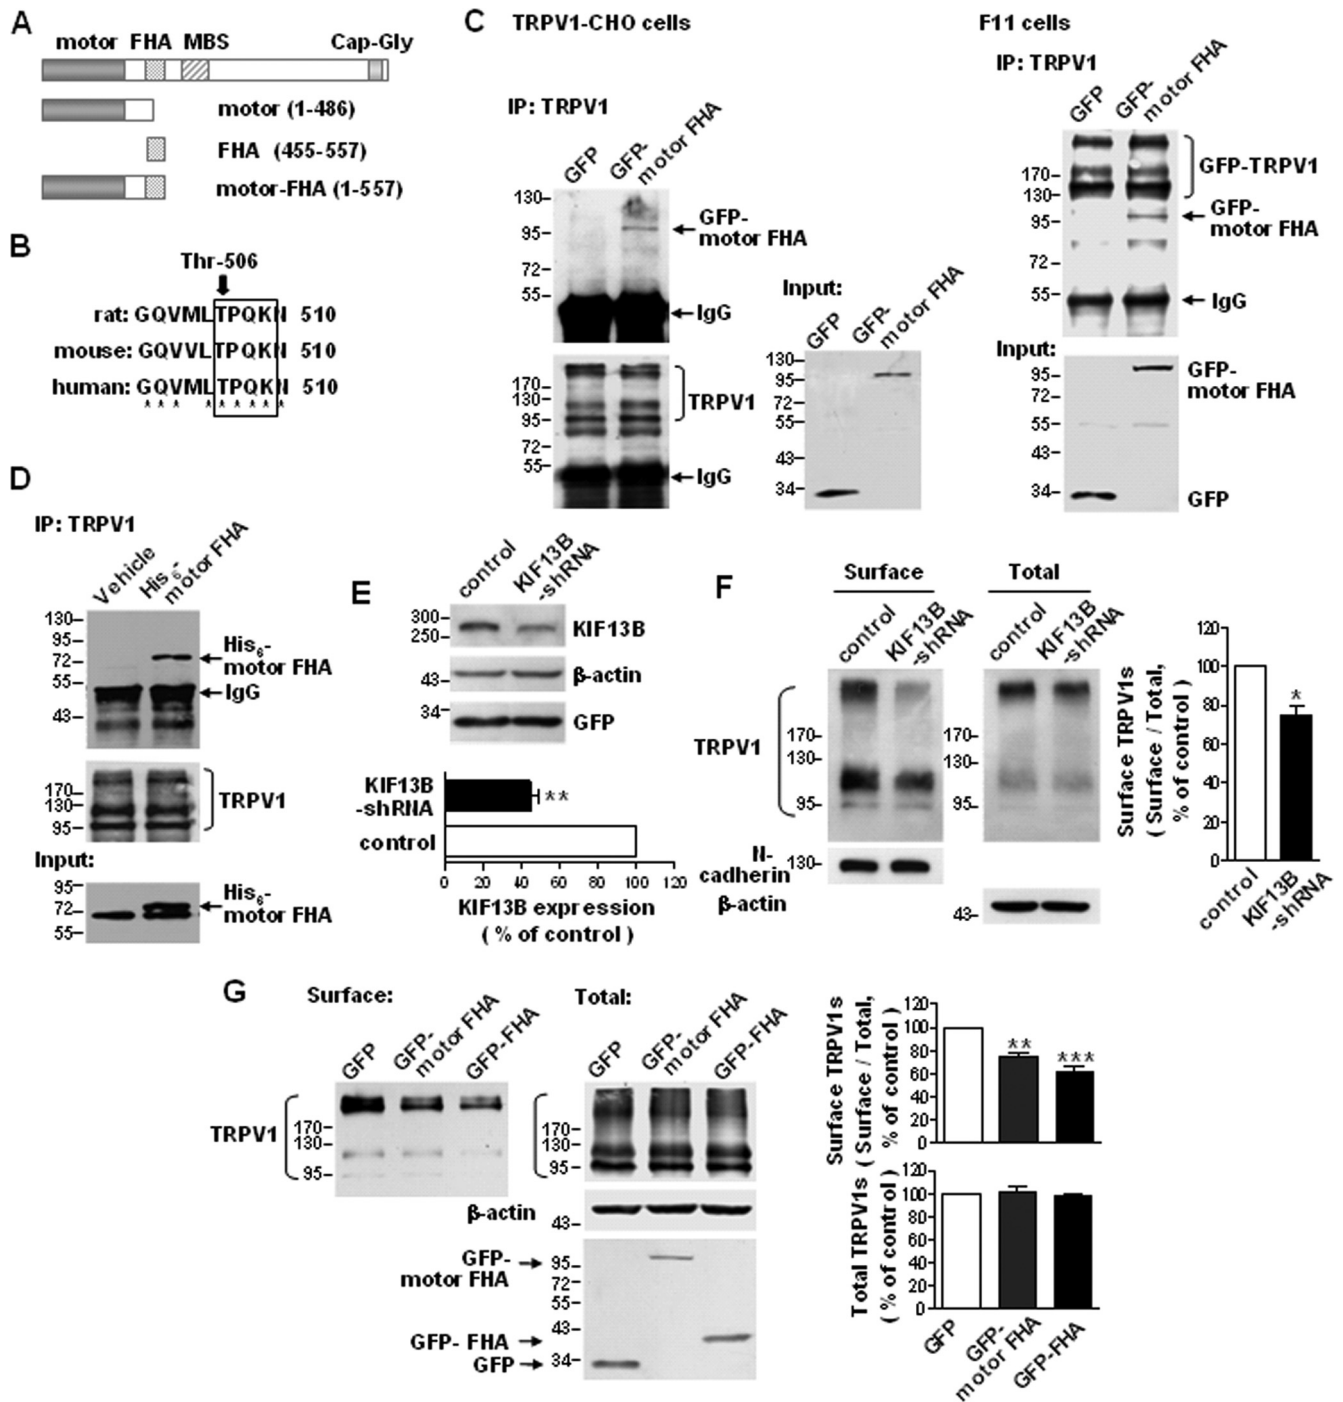 A
motor FHA MBS Cap-Gly
motor (1-486)
FHA (455-557)
motor-FHA (1-557)
B
Thr-506
rat: GQVMLTPQKN 510
mouse: GQVVLTPQKN 510
human: GQVMLTPQKN 510
* * * * * * * * *
C
TRPV1-CHO cells
IP: TRPV1
GFP
GFP-
motor FHA
130
95
72
55
GFP-
motor FHA
IgG
170
130
95
72
55
TRPV1
IgG
Input:
GFP
GFP-
motor FHA
130
95
72
55
43
34
F11 cells
IP: TRPV1
GFP
GFP-
motor FHA
170
130
95
72
55
GFP-TRPV1
GFP-
motor FHA
IgG
Input:
95
72
55
43
34
GFP-
motor FHA
GFP
D
IP: TRPV1
Vehicle
His6-
motor FHA
130
95
72
55
43
His6-
motor FHA
IgG
170
130
95
TRPV1
Input:
95
72
55
His6-
motor FHA
E
control
KIF13B
-shRNA
300
250
KIF13B
43
β-actin
34
GFP
KIF13B
-shRNA
**
control
0 20 40 60 80 100 120
KIF13B expression
( % of control )
F
Surface Total
control
KIF13B
-shRNA
control
KIF13B
-shRNA
TRPV1
170
130
95
170
130
95
N-
cadherin
130
β-actin
43
Surface TRPV1s
( Surface / Total,
% of control )
120
100
80
60
40
20
0
*
control
KIF13B
-shRNA
G
Surface:
GFP
GFP-
motor FHA
GFP-FHA
TRPV1
170
130
95
Total:
GFP
GFP-
motor FHA
GFP-FHA
170
130
95
β-actin
43
GFP-
motor FHA
GFP- FHA
GFP
95
72
55
43
34
Surface TRPV1s
( Surface / Total,
% of control )
120
100
80
60
40
20
0
**
***
Total TRPV1s
( % of control )
120
100
80
60
40
20
0
GFP
GFP-
motor FHA
GFP-FHA